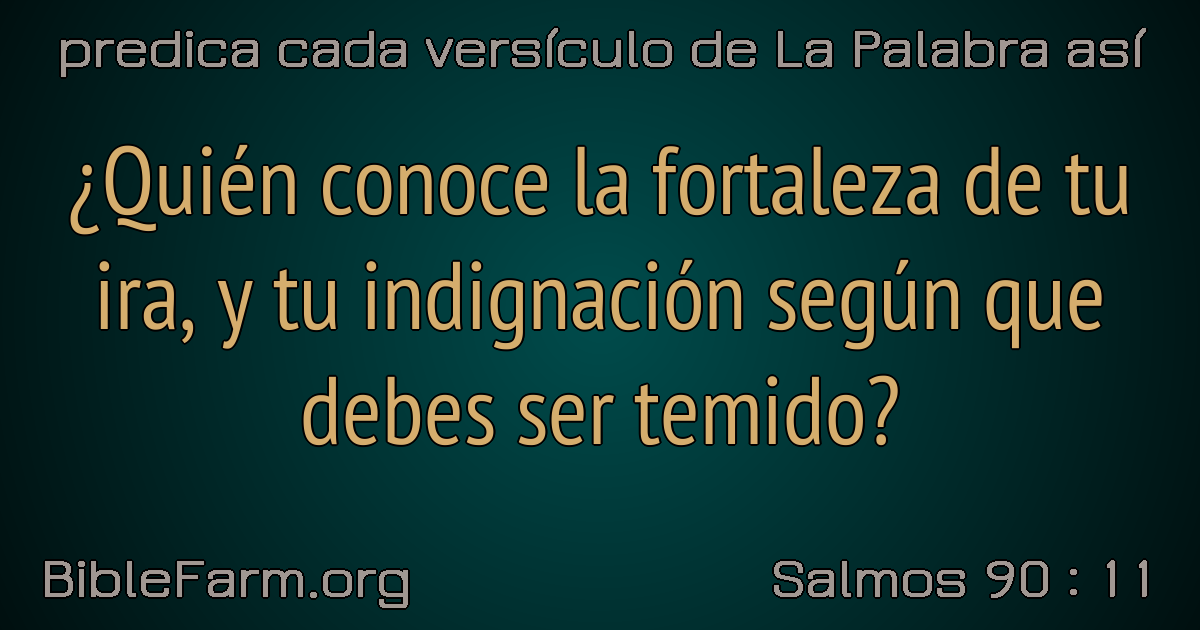 predica cada versículo de La Palabra así
¿Quién conoce la fortaleza de tu
ira, y tu indignación según que
debes ser temido?
BibleFarm.org
Salmos 90 : 11